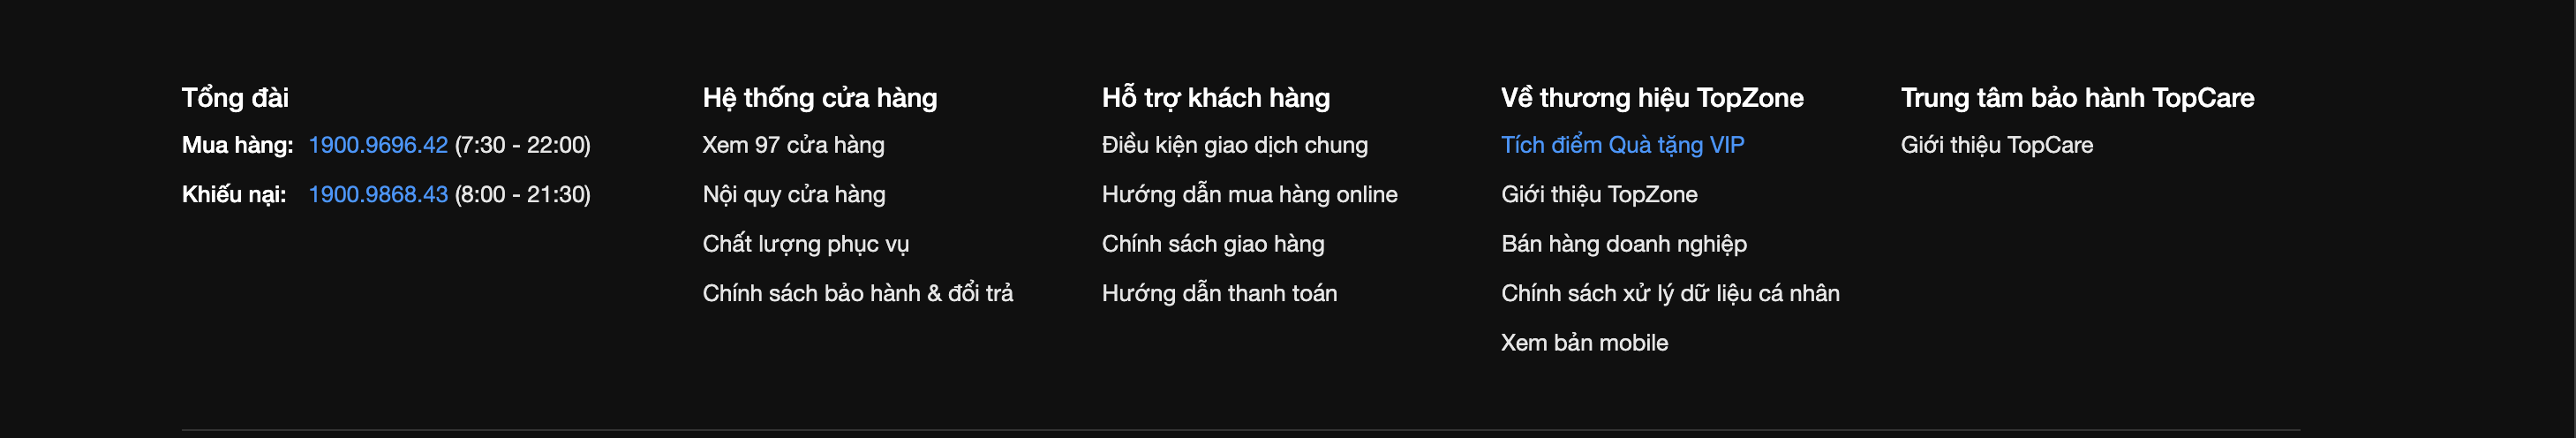 Tổng đài
Mua hàng: 1900.9696.42 (7:30 - 22:00)
Khiếu nại: 1900.9868.43 (8:00 - 21:30)
Hệ thống cửa hàng
Xem 97 cửa hàng
Nội quy cửa hàng
Chất lượng phục vụ
Chính sách bảo hành & đổi trả
Hỗ trợ khách hàng
Điều kiện giao dịch chung
Hướng dẫn mua hàng online
Chính sách giao hàng
Hướng dẫn thanh toán
Về thương hiệu TopZone
Tích điểm Quà tặng VIP
Giới thiệu TopZone
Bán hàng doanh nghiệp
Chính sách xử lý dữ liệu cá nhân
Xem bản mobile
Trung tâm bảo hành TopCare
Giới thiệu TopCare